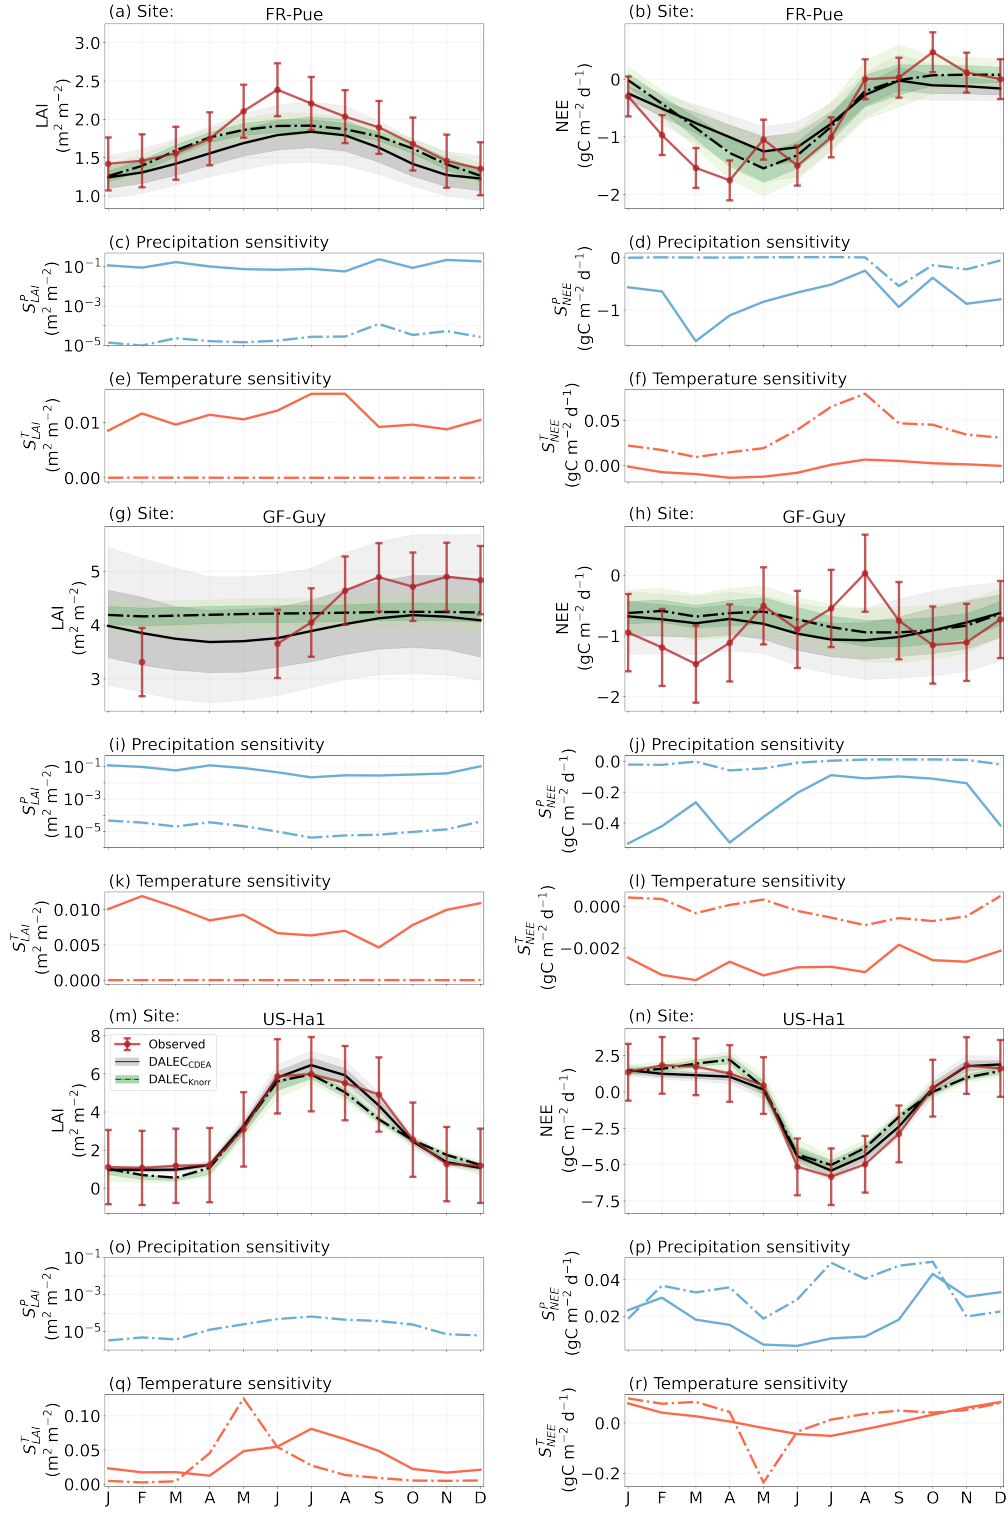 (a) Site: FR-Pue
3.0
2.5
2.0
1.5
1.0
LAI
(m² m⁻²)
(b) Site: FR-Pue
0
−1
−2
NEE
(gC m⁻² d⁻¹)
(c) Precipitation sensitivity
10⁻¹
10⁻³
10⁻⁵
S^P_LAI
(m² m⁻²)
(d) Precipitation sensitivity
0
−1
S^P_NEE
(gC m⁻² d⁻¹)
(e) Temperature sensitivity
0.01
0.00
S^T_LAI
(m² m⁻²)
(f) Temperature sensitivity
0.05
0.00
S^T_NEE
(gC m⁻² d⁻¹)
(g) Site: GF-Guy
5
4
3
LAI
(m² m⁻²)
(h) Site: GF-Guy
0
−1
−2
NEE
(gC m⁻² d⁻¹)
(i) Precipitation sensitivity
10⁻¹
10⁻³
10⁻⁵
S^P_LAI
(m² m⁻²)
(j) Precipitation sensitivity
0.0
−0.2
−0.4
S^P_NEE
(gC m⁻² d⁻¹)
(k) Temperature sensitivity
0.010
0.005
0.000
S^T_LAI
(m² m⁻²)
(l) Temperature sensitivity
0.000
−0.002
S^T_NEE
(gC m⁻² d⁻¹)
(m) Site: US-Ha1
8
6
4
2
0
LAI
(m² m⁻²)
Observed
DALEC_CDEA
DALEC_Knorr
(n) Site: US-Ha1
2.5
0.0
−2.5
−5.0
−7.5
NEE
(gC m⁻² d⁻¹)
(o) Precipitation sensitivity
10⁻¹
10⁻³
10⁻⁵
S^P_LAI
(m² m⁻²)
(p) Precipitation sensitivity
0.04
0.02
S^P_NEE
(gC m⁻² d⁻¹)
(q) Temperature sensitivity
0.10
0.05
0.00
S^T_LAI
(m² m⁻²)
J F M A M J J A S O N D
(r) Temperature sensitivity
0.0
−0.2
S^T_NEE
(gC m⁻² d⁻¹)
J F M A M J J A S O N D